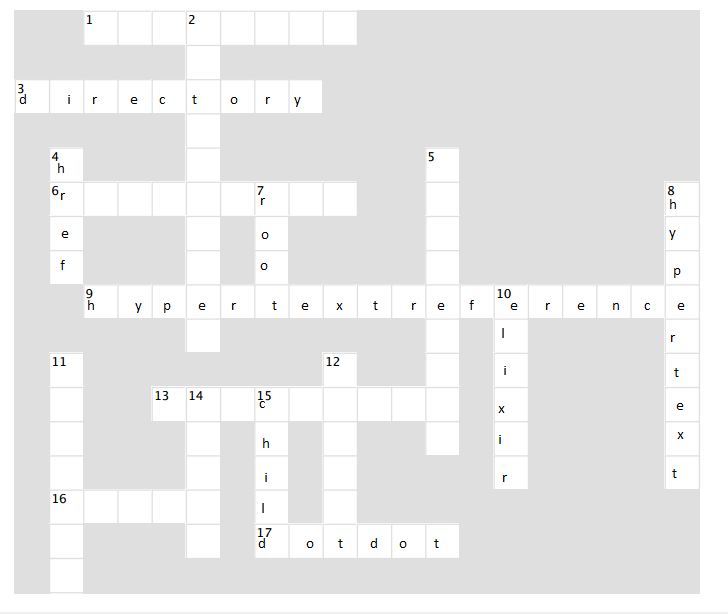 1 2
3 d i r e c t o r y
4 h 5
6 r 7 r 8 h
e o y
f o p
9 h y p e r t e x t r e f 10 e r e n c e
l r
11 12 i t
13 14 15 c x e
h i x
i r t
16 l
17 d o t d o t